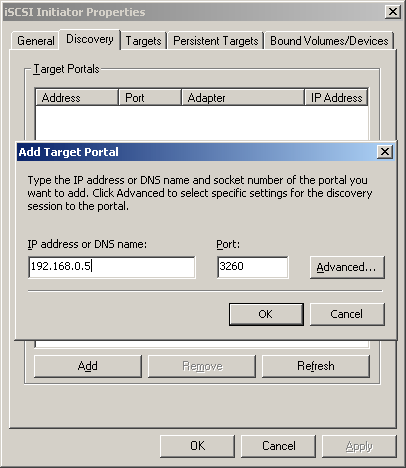 iSCSI Initiator Properties
General Discovery Targets Persistent Targets Bound Volumes/Devices
Target Portals
Address Port Adapter IP Address
Add Target Portal
Type the IP address or DNS name and socket number of the portal you
want to add. Click Advanced to select specific settings for the discovery
session to the portal.
IP address or DNS name: Port:
192.168.0.5 3260 Advanced...
OK Cancel
Add Remove Refresh
OK Cancel Apply